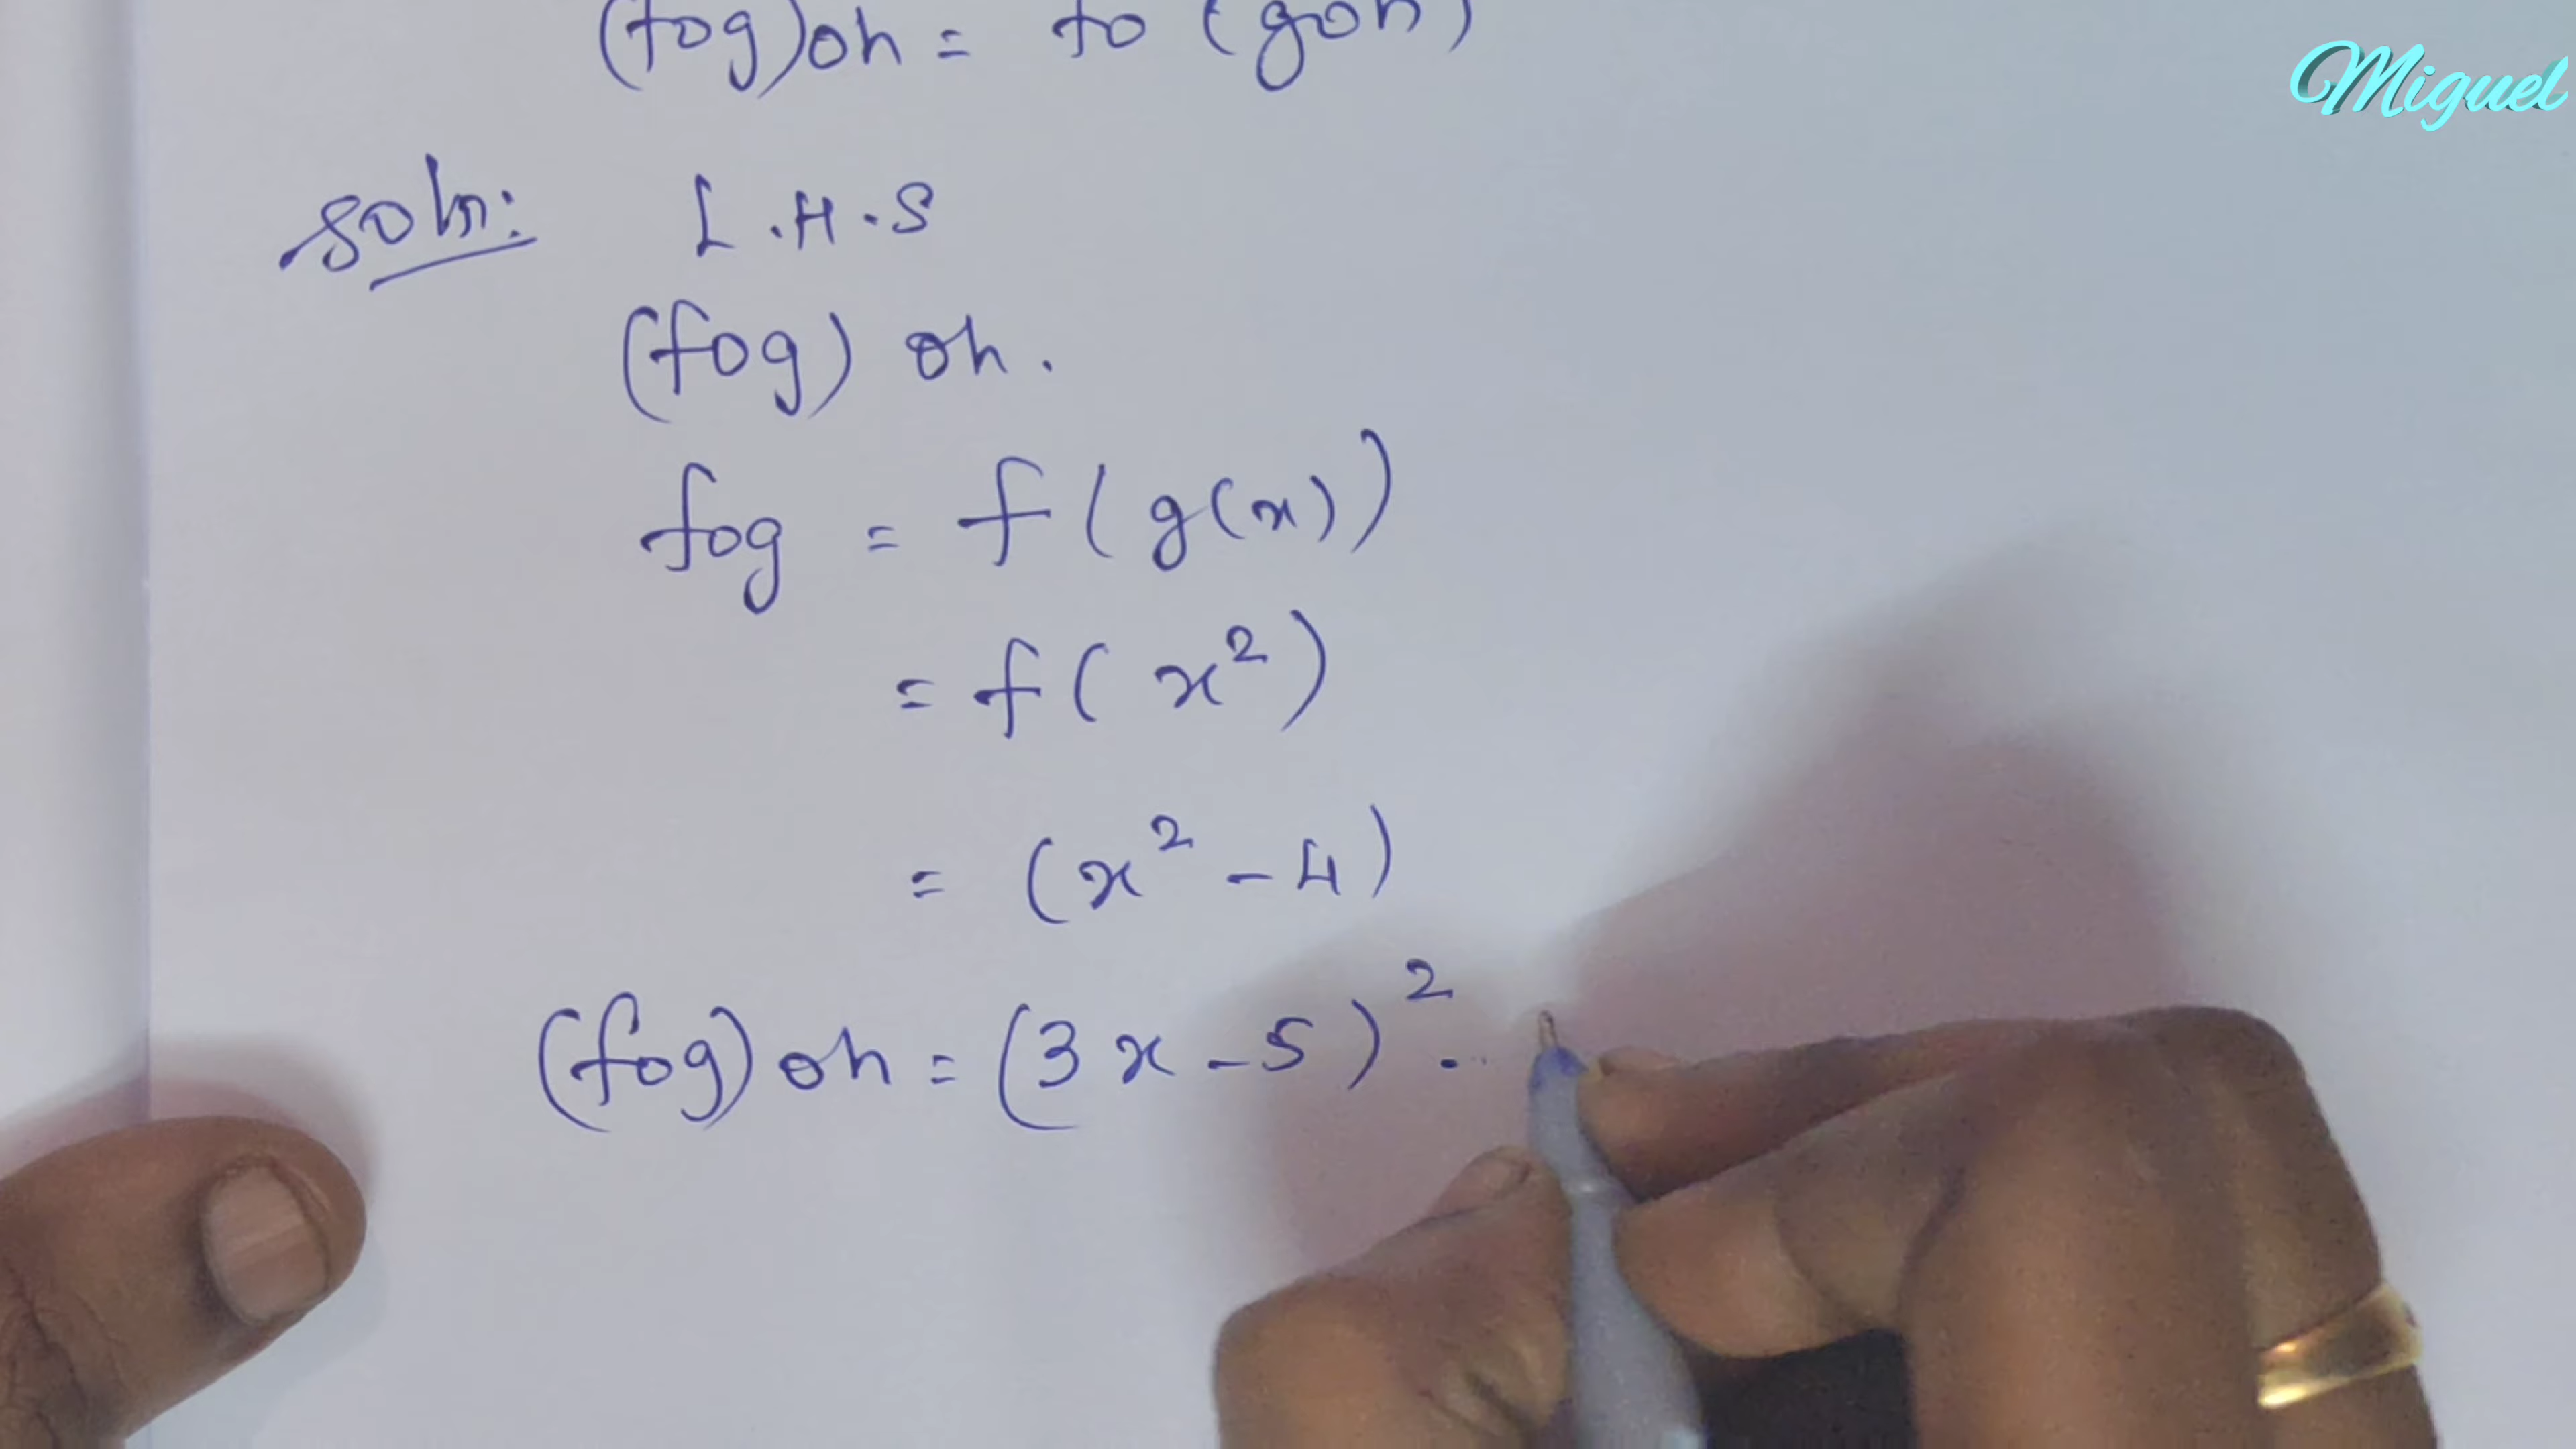 (fog)oh = fo (goh)
Miguel
soln: L.H.S
(fog) oh.
fog = f(g(x))
= f(x²)
= (x² - 4)
(fog) oh = (3x - 5)² -